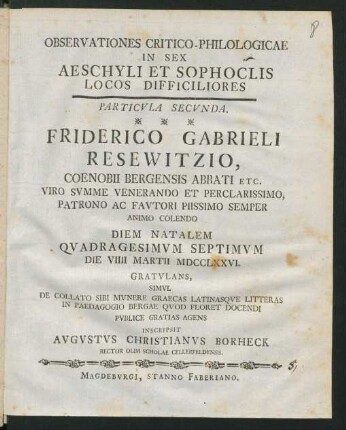 8
OBSERVATIONES CRITICO-PHILOLOGICAE
IN SEX
AESCHYLI ET SOPHOCLIS
LOCOS DIFFICILIORES
PARTICVLA SECVNDA.
FRIDERICO GABRIELI
RESEWITZIO,
COENOBII BERGENSIS ABBATI ETC.
VIRO SVMME VENERANDO ET PERCLARISSIMO,
PATRONO AC FAVTORI PIISSIMO SEMPER
ANIMO COLENDO
DIEM NATALEM
QVADRAGESIMVM SEPTIMVM
DIE VIIII MARTII MDCCLXXVI.
GRATVLANS,
SIMVL
DE COLLATO SIBI MVNERE GRAECAS LATINASQVE LITTERAS
IN PAEDAGOGIO BERGAE QVOD FLORET DOCENDI
PVBLICE GRATIAS AGENS
INSCRIPSIT
AVGVSTVS CHRISTIANVS BORHECK
RECTOR OLIM SCHOLAE CELLERFELDENSIS.
5,
MAGDEBVRGI, STANNO FABERIANO.